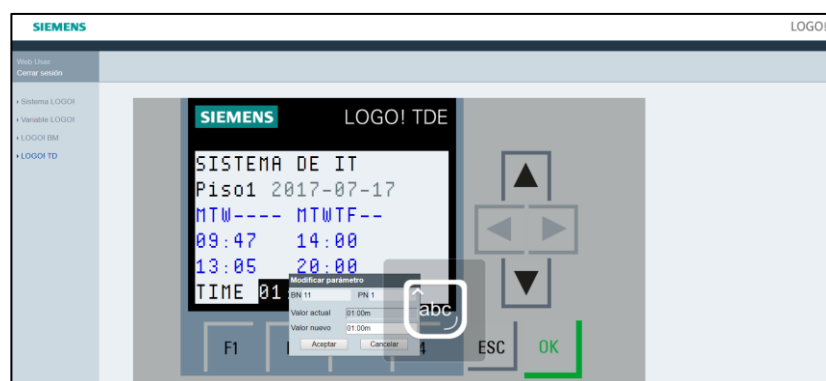 SIEMENS
LOGO!
Web User
Cerrar sesión
Sistema LOGO!
Variable LOGO!
LOGO! BM
LOGO! TD
SIEMENS LOGO! TDE
SISTEMA DE IT
Piso1 2017-07-17
MTW---- MTWTF--
09:47 14:00
13:05 20:00
TIME 01
Modificar parámetro
BN 11 PN 1
Valor actual 01:00m
Valor nuevo 01:00m
Aceptar Cancelar
abc
F1 4 ESC OK